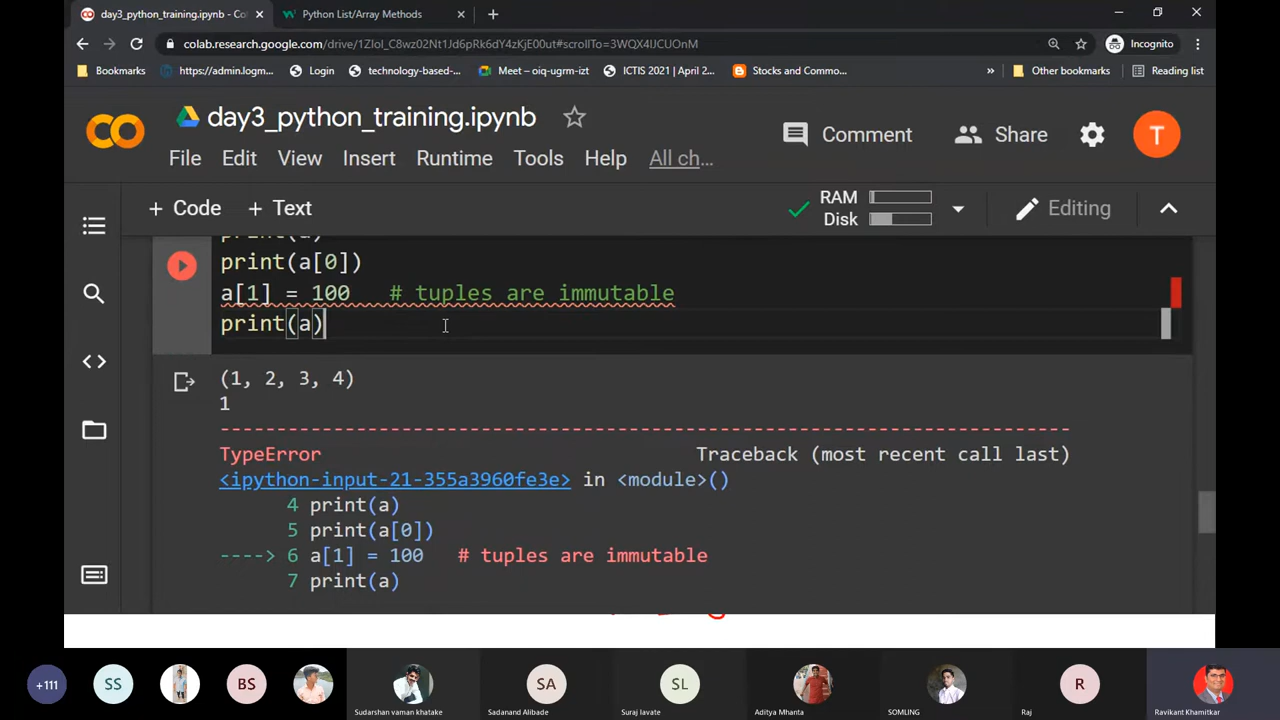 day3_python_training.ipynb - Co
Python List/Array Methods
colab.research.google.com/drive/1ZIoI_C8wz02Nt1Jd6pRk6dY4zKjE00ut#scrollTo=3WQX4IJCUOnM
Incognito
Bookmarks
https://admin.logm...
Login
technology-based-...
Meet – oiq-ugrm-izt
ICTIS 2021 | April 2...
Stocks and Commo...
»
Other bookmarks
Reading list
CO
day3_python_training.ipynb
Comment
Share
T
File Edit View Insert Runtime Tools Help All ch...
+ Code + Text
RAM
Disk
Editing
print(a)
print(a[0])
a[1] = 100 # tuples are immutable
print(a)
(1, 2, 3, 4)
1
---------------------------------------------------------------------------
TypeError Traceback (most recent call last)
<ipython-input-21-355a3960fe3e> in <module>()
4 print(a)
5 print(a[0])
----> 6 a[1] = 100 # tuples are immutable
7 print(a)
+111
SS
BS
SA
SL
R
Sudarshan vaman khatake
Sadanand Alibade
Suraj lavate
Aditya Mhanta
SOMLING
Raj
Ravikant Khamitkar